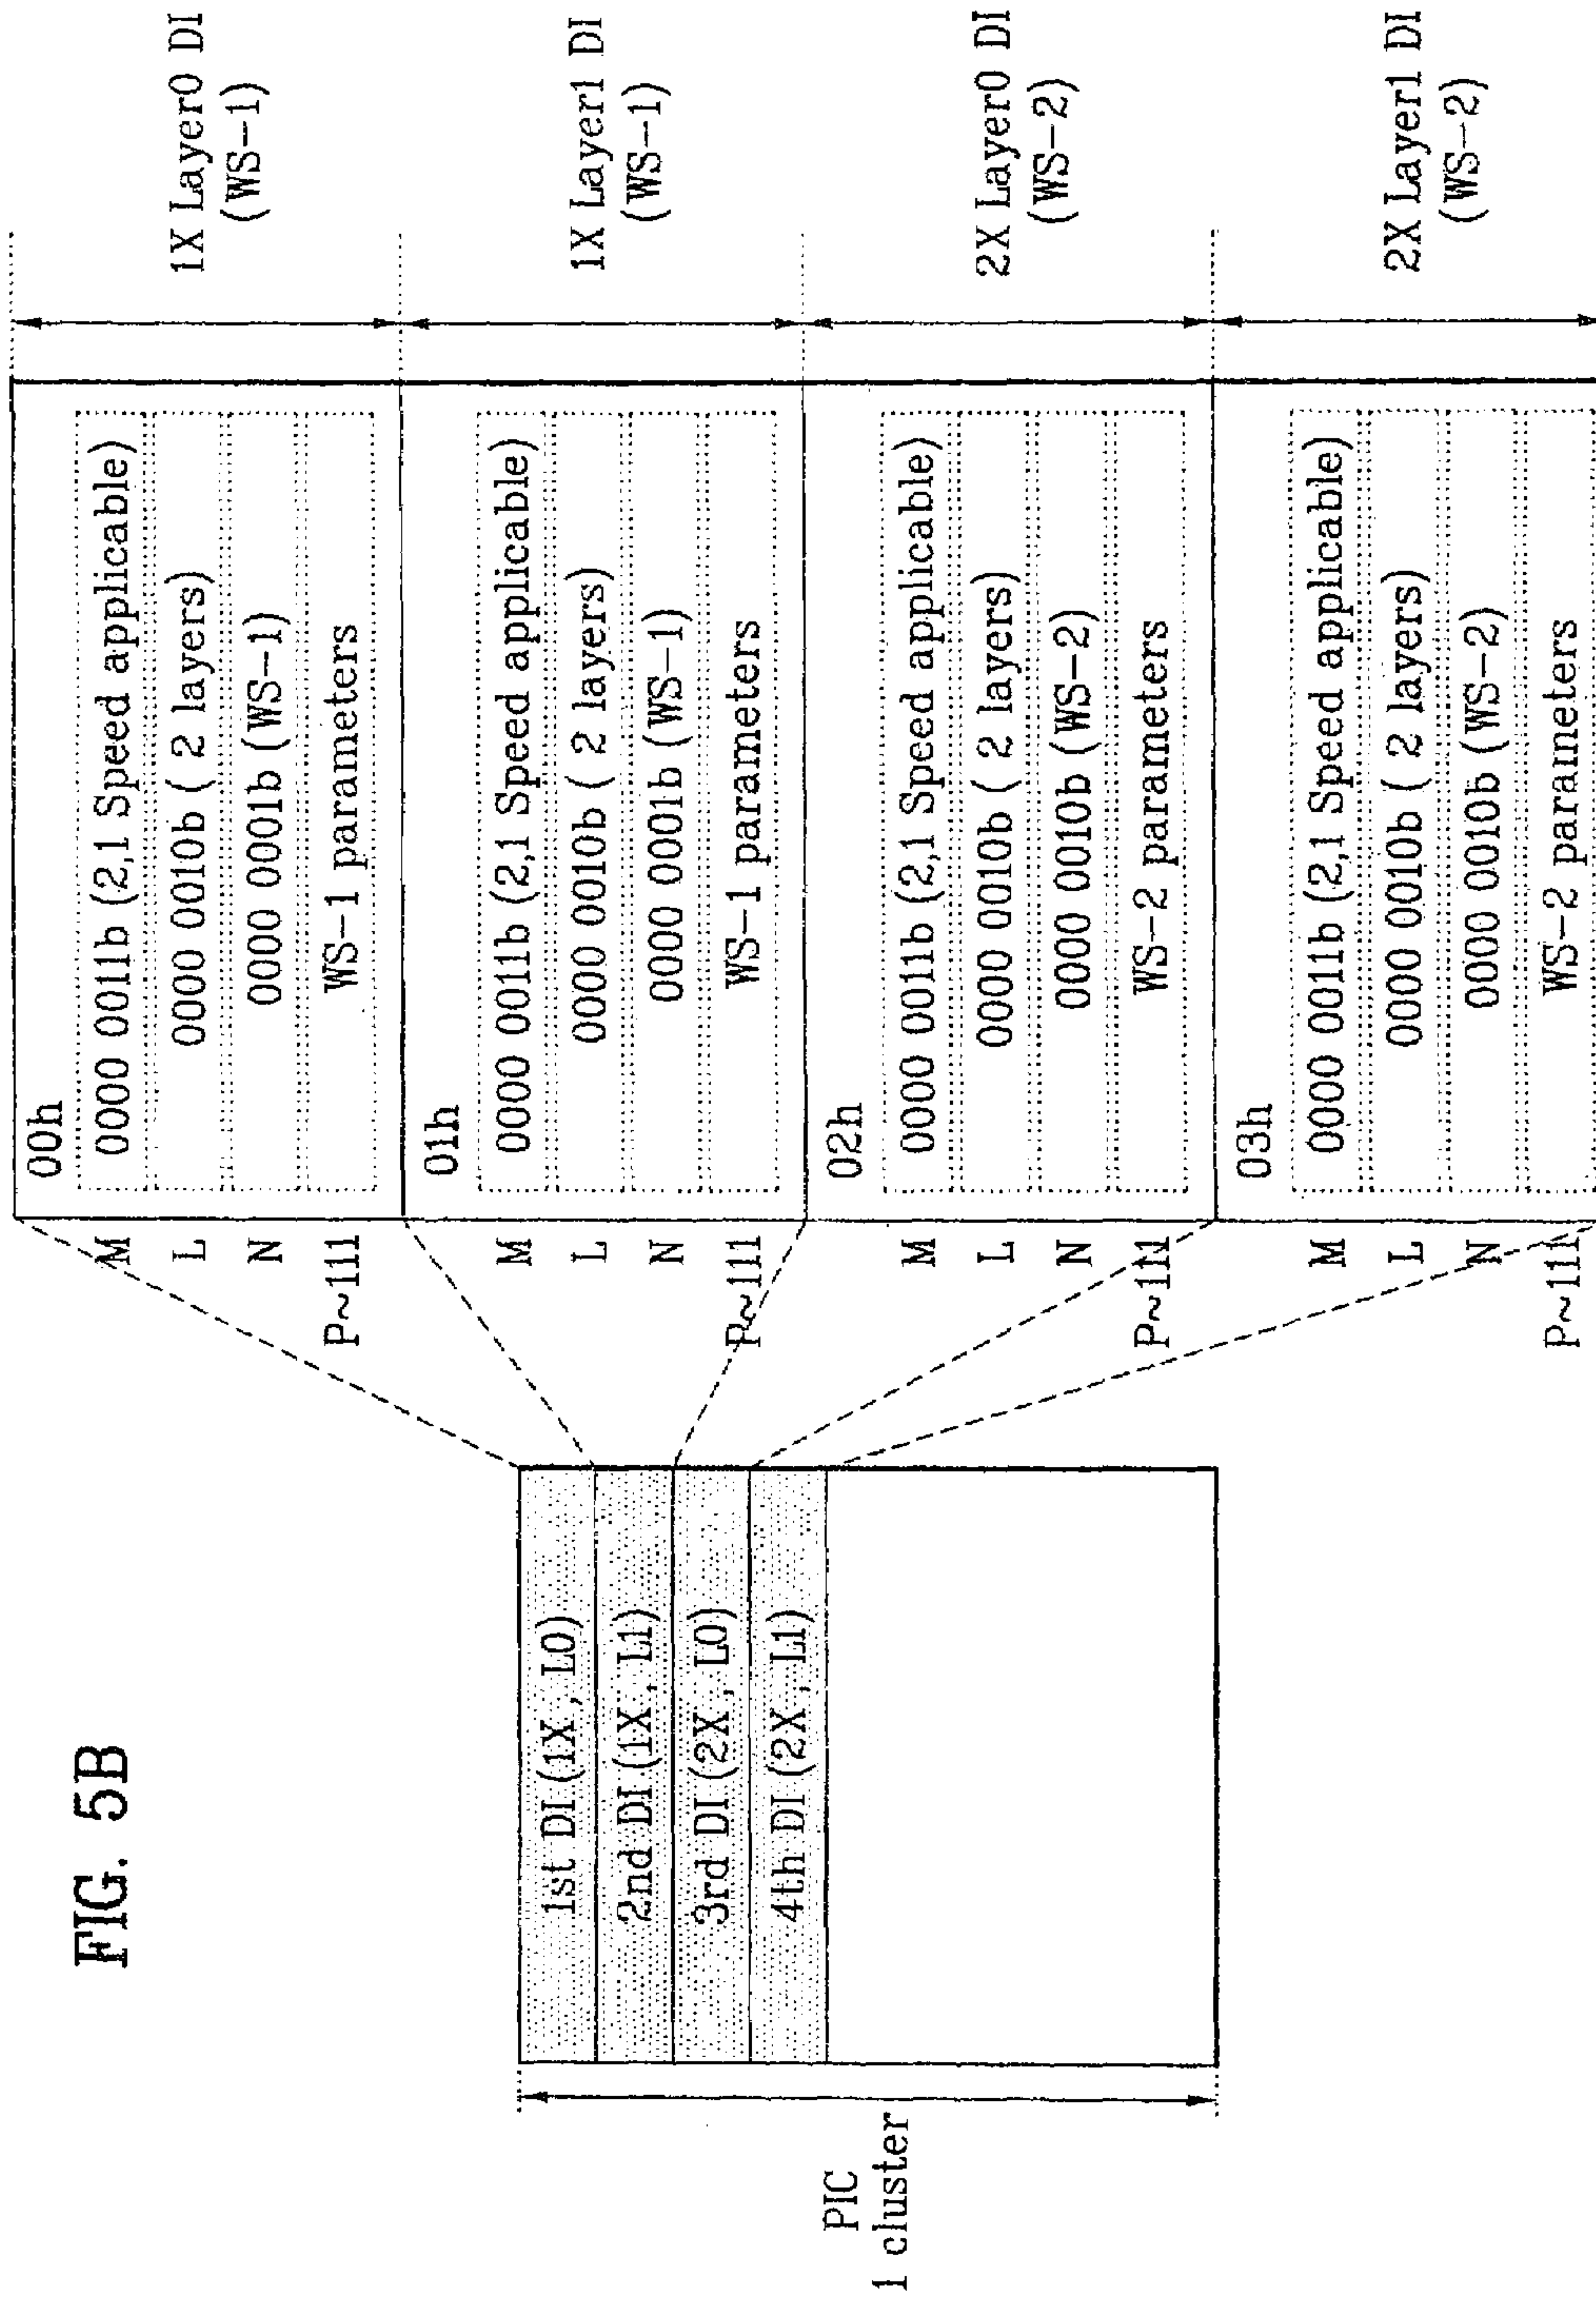 FIG. 5B
PIC
1 cluster
1st DI (1X , L0)
2nd DI (1X , L1)
3rd DI (2X , L0)
4th DI (2X , L1)
00h
M
0000 0011b (2,1 Speed applicable)
L
0000 0010b ( 2 layers)
N
0000 0001b (WS-1)
P~111
WS-1 parameters
1X Layer0 DI
(WS-1)
01h
M
0000 0011b (2,1 Speed applicable)
L
0000 0010b ( 2 layers)
N
0000 0001b (WS-1)
P~111
WS-1 parameters
1X Layer1 DI
(WS-1)
02h
M
0000 0011b (2,1 Speed applicable)
L
0000 0010b ( 2 layers)
N
0000 0010b (WS-2)
P~111
WS-2 parameters
2X Layer0 DI
(WS-2)
03h
M
0000 0011b (2,1 Speed applicable)
L
0000 0010b ( 2 layers)
N
0000 0010b (WS-2)
P~111
WS-2 parameters
2X Layer1 DI
(WS-2)